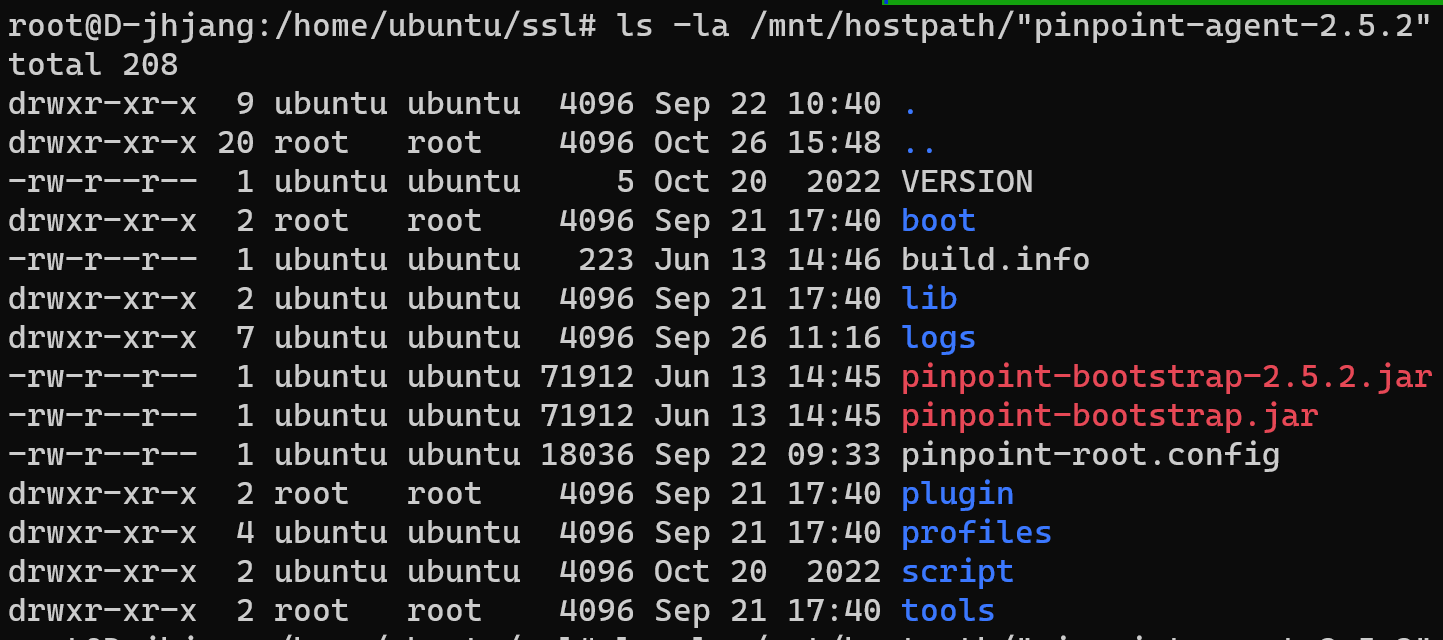 root@D-jhjang:/home/ubuntu/ssl# ls -la /mnt/hostpath/"pinpoint-agent-2.5.2"
total 208
drwxr-xr-x  9 ubuntu ubuntu  4096 Sep 22 10:40 .
drwxr-xr-x 20 root   root    4096 Oct 26 15:48 ..
-rw-r--r--  1 ubuntu ubuntu     5 Oct 20  2022 VERSION
drwxr-xr-x  2 root   root    4096 Sep 21 17:40 boot
-rw-r--r--  1 ubuntu ubuntu   223 Jun 13 14:46 build.info
drwxr-xr-x  2 ubuntu ubuntu  4096 Sep 21 17:40 lib
drwxr-xr-x  7 ubuntu ubuntu  4096 Sep 26 11:16 logs
-rw-r--r--  1 ubuntu ubuntu 71912 Jun 13 14:45 pinpoint-bootstrap-2.5.2.jar
-rw-r--r--  1 ubuntu ubuntu 71912 Jun 13 14:45 pinpoint-bootstrap.jar
-rw-r--r--  1 ubuntu ubuntu 18036 Sep 22 09:33 pinpoint-root.config
drwxr-xr-x  2 root   root    4096 Sep 21 17:40 plugin
drwxr-xr-x  4 ubuntu ubuntu  4096 Sep 21 17:40 profiles
drwxr-xr-x  2 ubuntu ubuntu  4096 Oct 20  2022 script
drwxr-xr-x  2 root   root    4096 Sep 21 17:40 tools